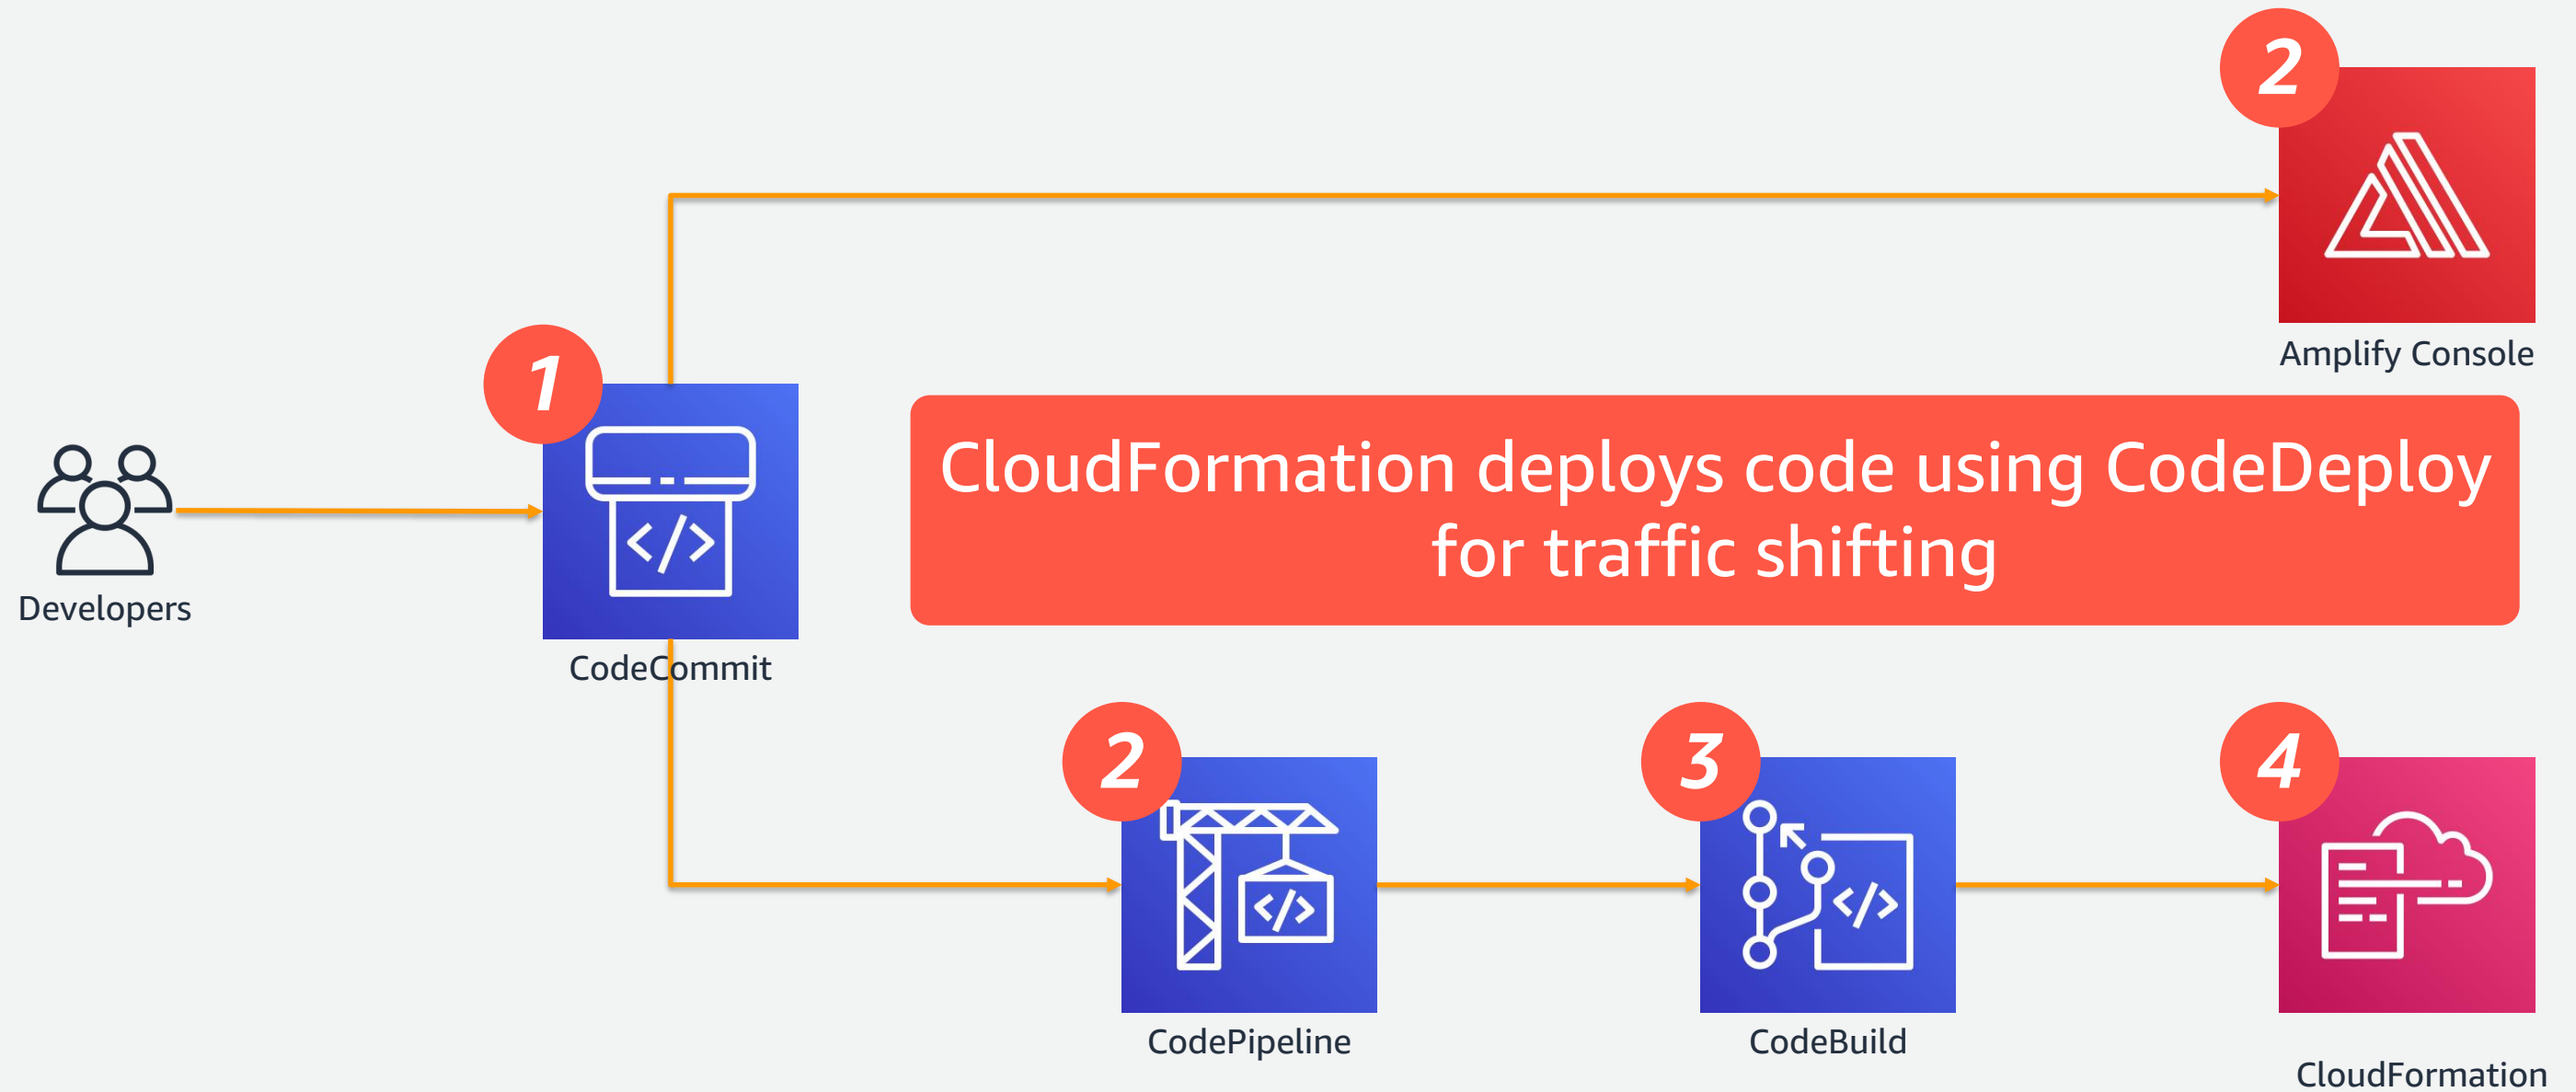 2
Amplify Console
1
CloudFormation deploys code using CodeDeploy
for traffic shifting
Developers
CodeCommit
2
3
4
CodePipeline
CodeBuild
CloudFormation